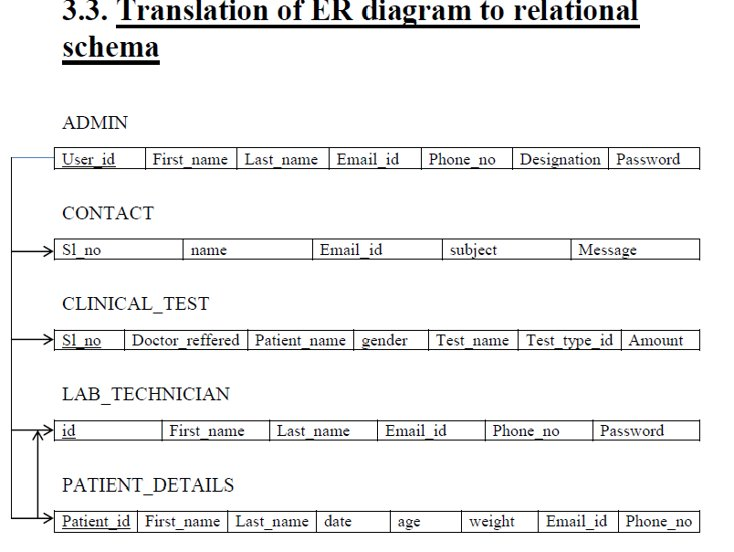 3.3. Translation of ER diagram to relational
schema
ADMIN
User_id First_name Last_name Email_id Phone_no Designation Password
CONTACT
Sl_no name Email_id subject Message
CLINICAL_TEST
Sl_no Doctor_reffered Patient_name gender Test_name Test_type_id Amount
LAB_TECHNICIAN
id First_name Last_name Email_id Phone_no Password
PATIENT_DETAILS
Patient_id First_name Last_name date age weight Email_id Phone_no